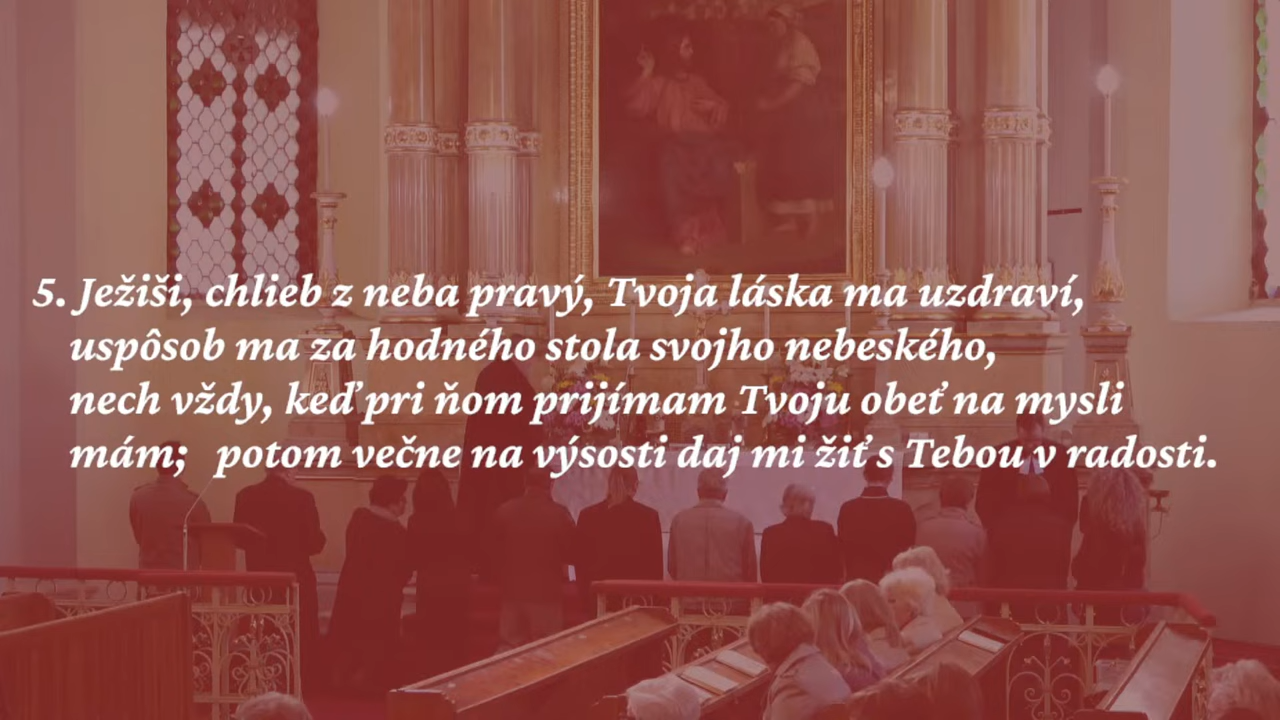 5. Ježiši, chlieb z neba pravý, Tvoja láska ma uzdraví,
uspôsob ma za hodného stola svojho nebeského,
nech vždy, keď pri ňom prijímam Tvoju obeť na mysli
mám; potom večne na výsosti daj mi žiť s Tebou v radosti.